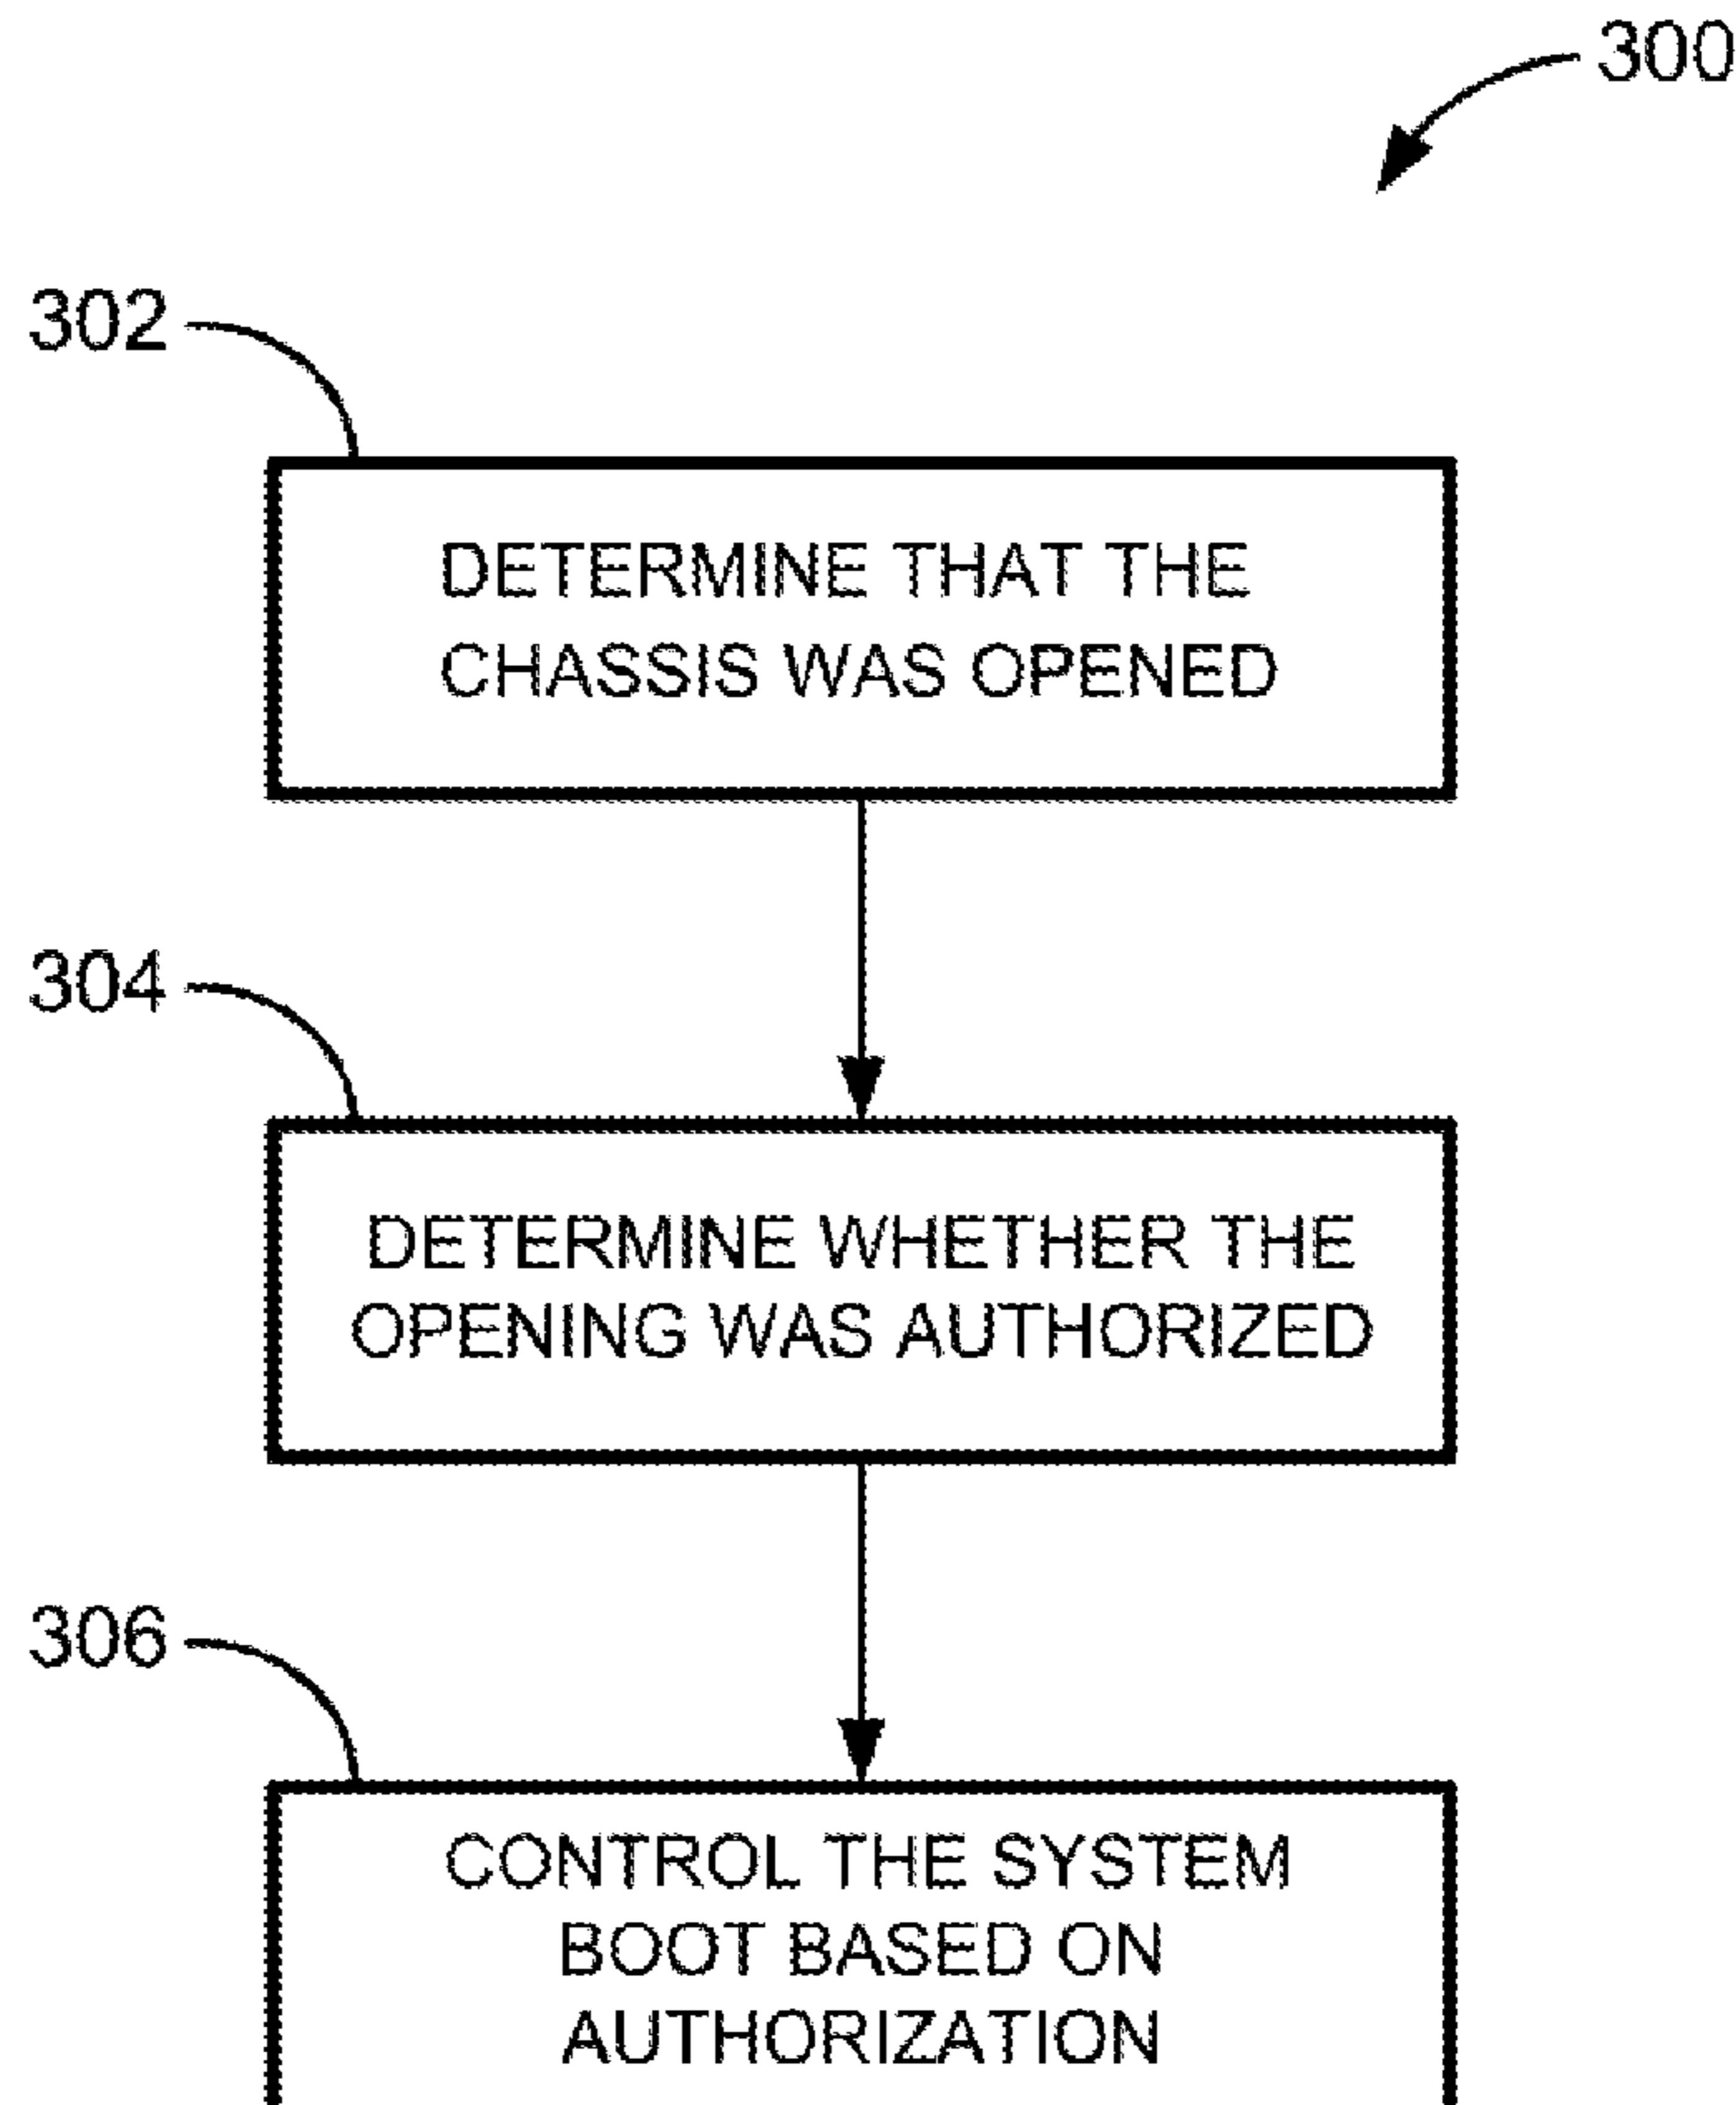 300
302
DETERMINE THAT THE
CHASSIS WAS OPENED
304
DETERMINE WHETHER THE
OPENING WAS AUTHORIZED
306
CONTROL THE SYSTEM
BOOT BASED ON
AUTHORIZATION